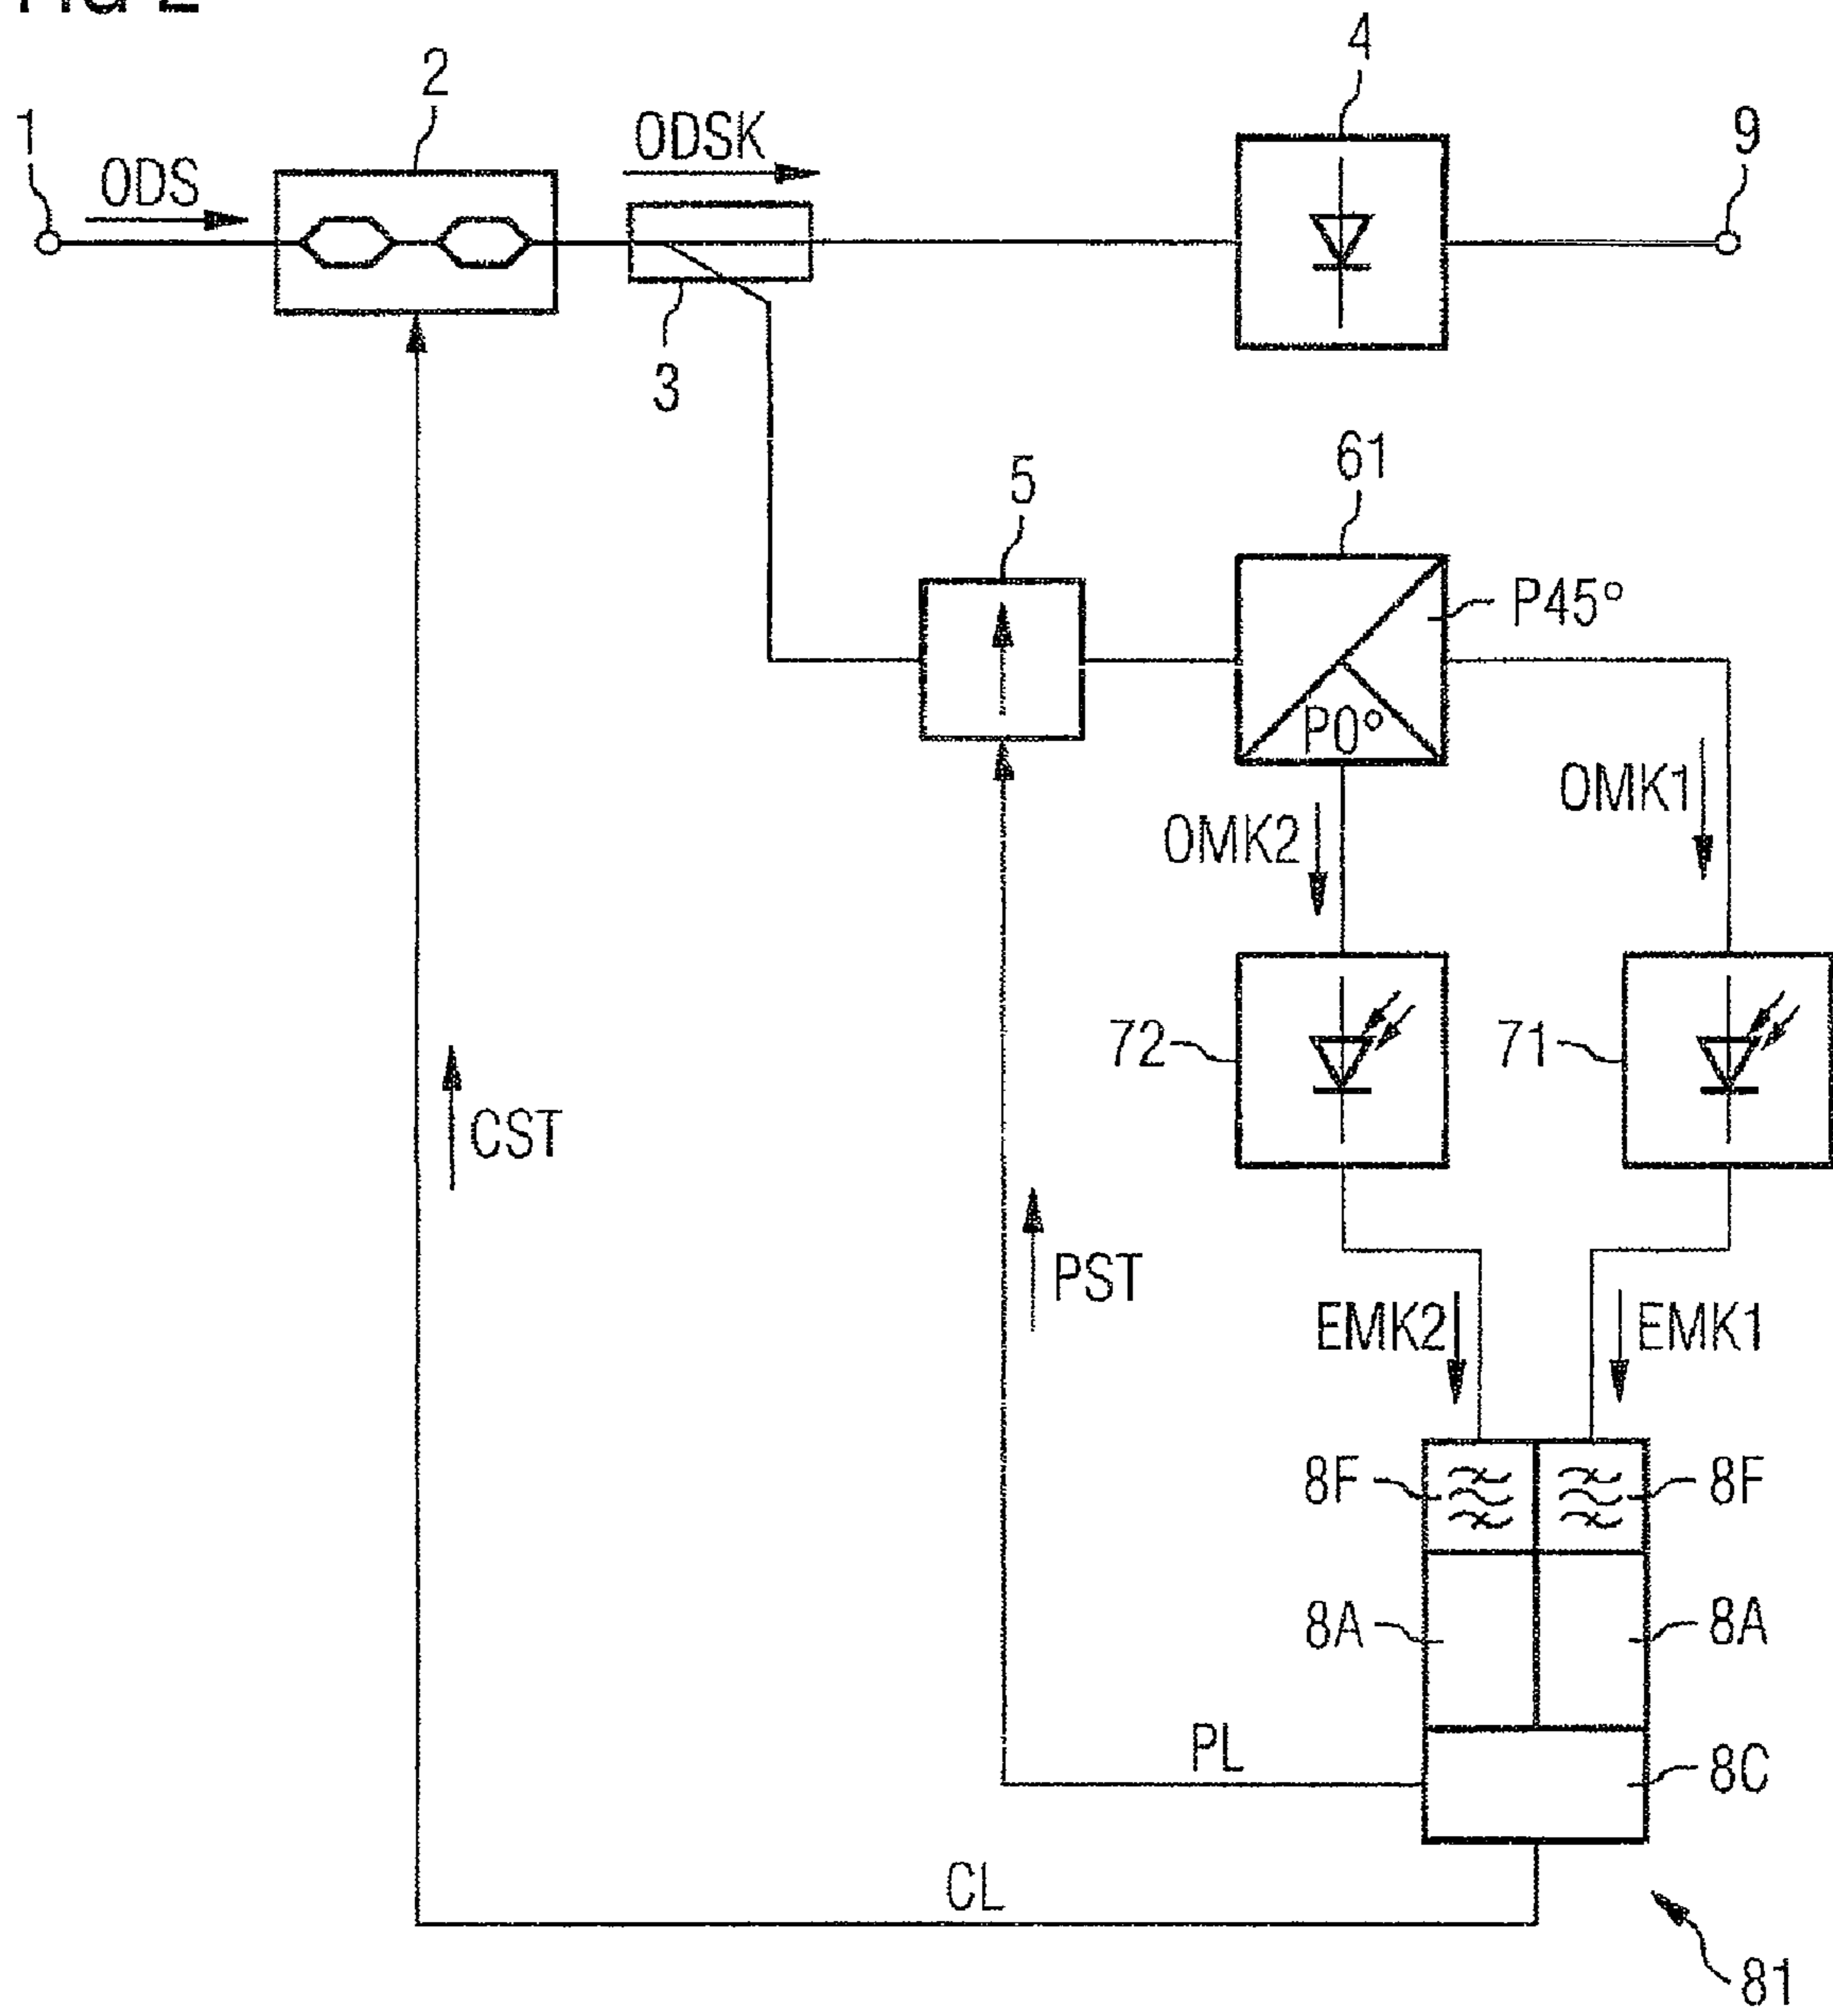 FIG 2
1
ODS
2
ODSK
3
4
9
5
61
P45°
P0°
OMK2
OMK1
72
71
CST
PST
EMK2
EMK1
8F
8F
8A
8A
PL
8C
CL
81